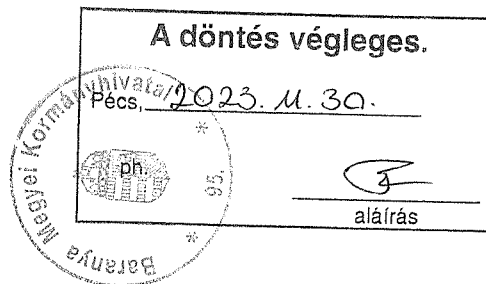 A döntés végleges.
Pécs, 2023. 11. 30.
ph.
aláírás
Baranya Megyei Kormányhivatal
95.